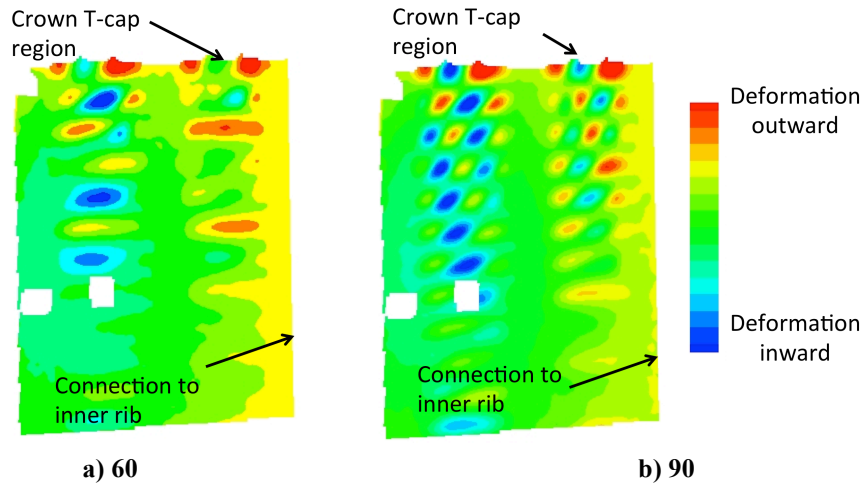 Crown T-cap
region
Connection to
inner rib
a) 60
Crown T-cap
region
Connection to
inner rib
b) 90
Deformation
outward
Deformation
inward